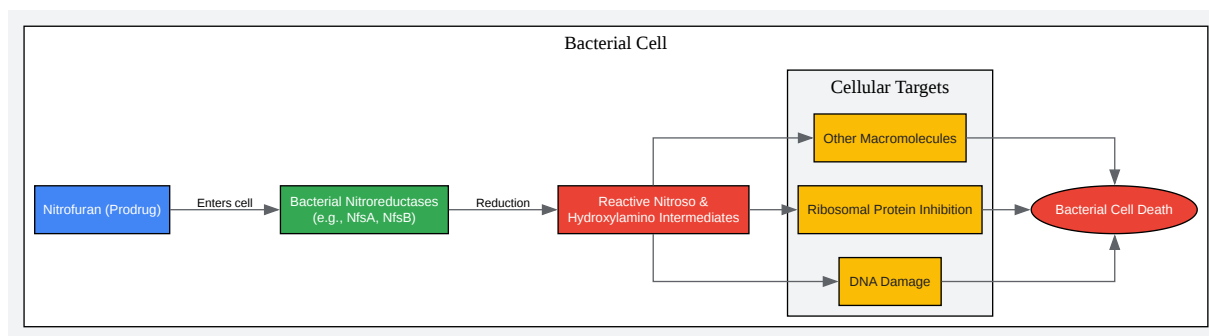 Bacterial Cell
Cellular Targets
Other Macromolecules
Nitrofuran (Prodrug)
Enters cell
Bacterial Nitroreductases
(e.g., NfsA, NfsB)
Reduction
Reactive Nitroso &
Hydroxylamino Intermediates
Ribosomal Protein Inhibition
Bacterial Cell Death
DNA Damage